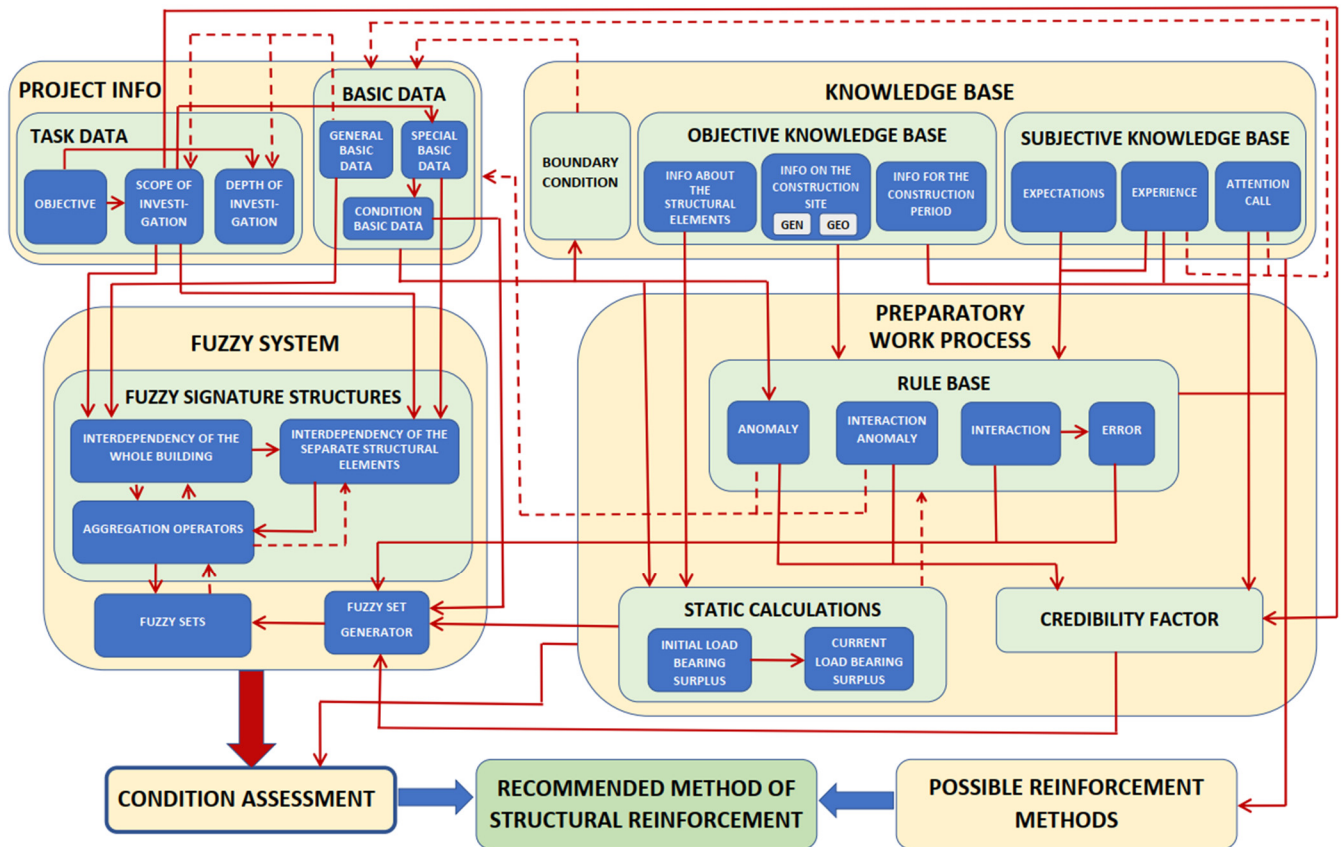 PROJECT INFO
TASK DATA
OBJECTIVE
SCOPE OF
INVESTI-
GATION
DEPTH OF
INVESTI-
GATION
BASIC DATA
GENERAL
BASIC
DATA
SPECIAL
BASIC
DATA
CONDITION
BASIC DATA
KNOWLEDGE BASE
BOUNDARY
CONDITION
OBJECTIVE KNOWLEDGE BASE
INFO ABOUT
THE
STRUCTURAL
ELEMENTS
INFO ON THE
CONSTRUCTION
SITE
GEN
GEO
INFO FOR THE
CONSTRUCTION
PERIOD
SUBJECTIVE KNOWLEDGE BASE
EXPECTATIONS
EXPERIENCE
ATTENTION
CALL
FUZZY SYSTEM
FUZZY SIGNATURE STRUCTURES
INTERDEPENDENCY OF THE
WHOLE BUILDING
INTERDEPENDENCY OF THE
SEPARATE STRUCTURAL
ELEMENTS
AGGREGATION OPERATORS
FUZZY SETS
FUZZY SET
GENERATOR
PREPARATORY
WORK PROCESS
RULE BASE
ANOMALY
INTERACTION
ANOMALY
INTERACTION
ERROR
STATIC CALCULATIONS
INITIAL LOAD
BEARING
SURPLUS
CURRENT
LOAD BEARING
SURPLUS
CREDIBILITY FACTOR
CONDITION ASSESSMENT
RECOMMENDED METHOD OF
STRUCTURAL REINFORCEMENT
POSSIBLE REINFORCEMENT
METHODS